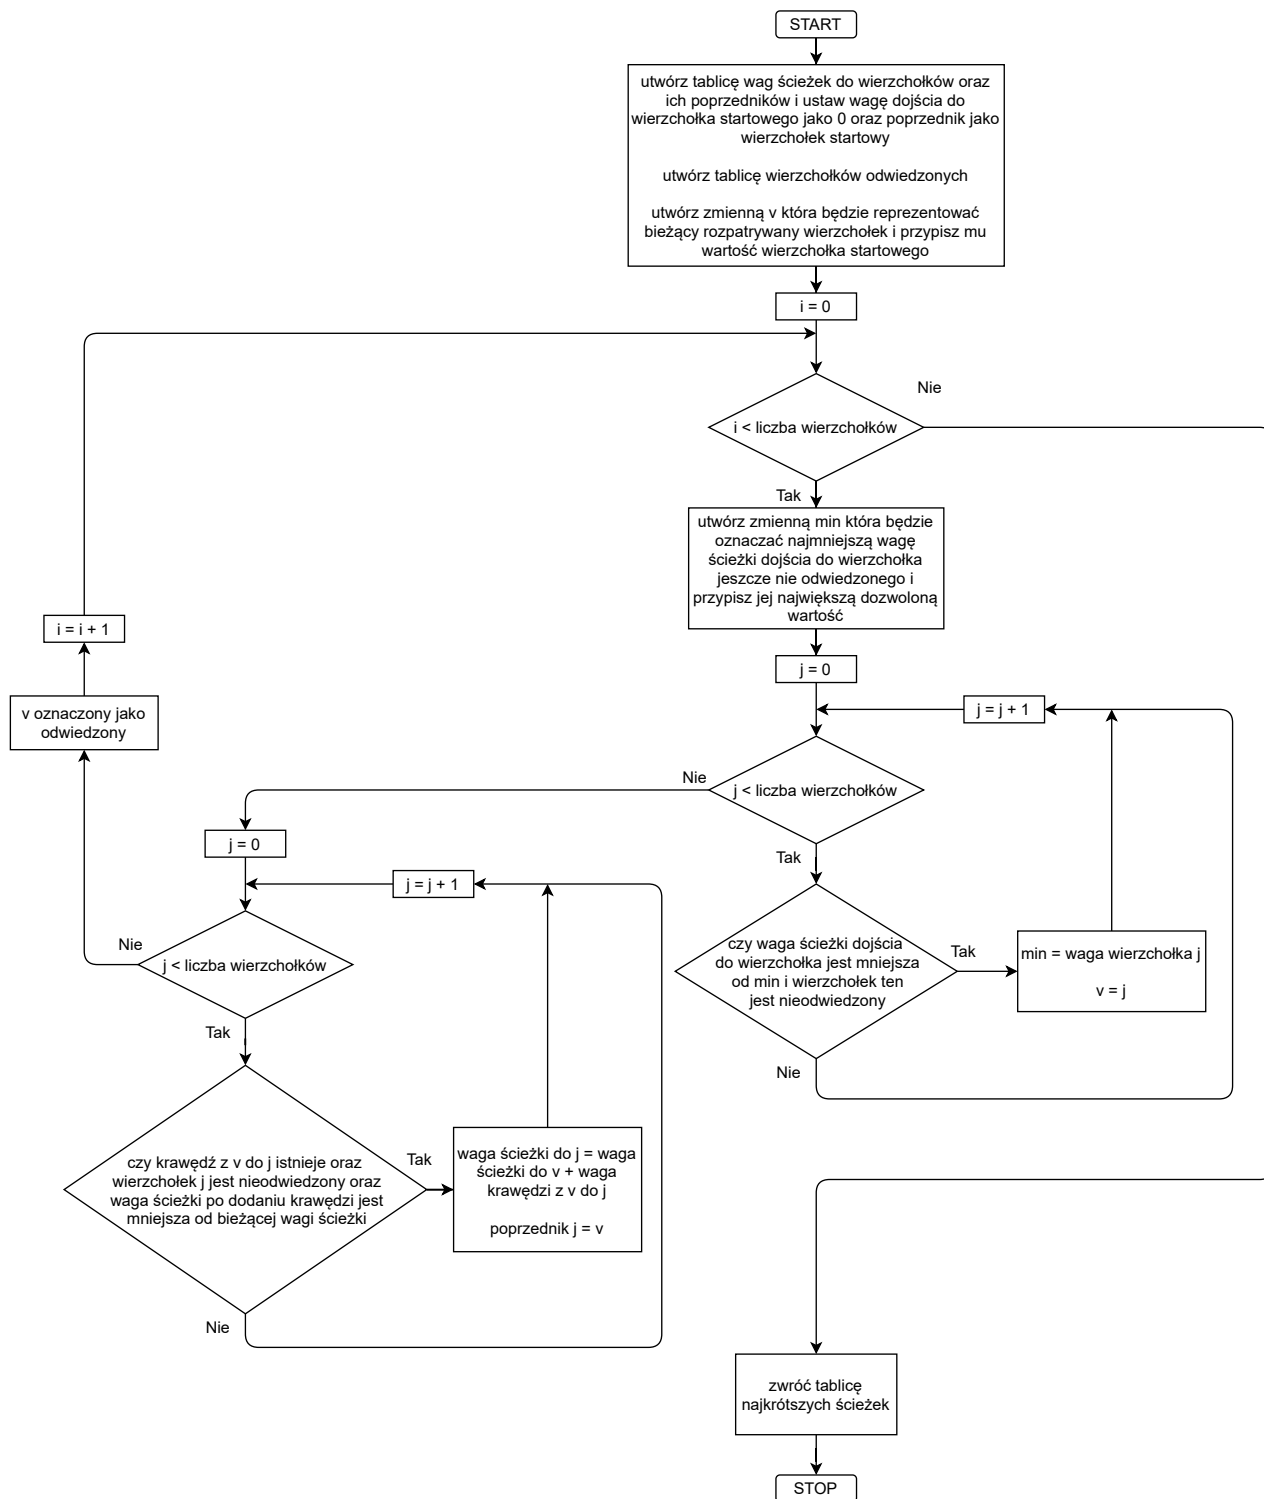 START
utwórz tablicę wag ścieżek do wierzchołków oraz
ich poprzedników i ustaw wagę dojścia do
wierzchołka startowego jako 0 oraz poprzednik jako
wierzchołek startowy
utwórz tablicę wierzchołków odwiedzonych
utwórz zmienną v która będzie reprezentować
bieżący rozpatrywany wierzchołek i przypisz mu
wartość wierzchołka startowego
i = 0
Nie
i < liczba wierzchołków
Tak
utwórz zmienną min która będzie
oznaczać najmniejszą wagę
ścieżki dojścia do wierzchołka
jeszcze nie odwiedzonego i
przypisz jej największą dozwoloną
wartość
j = 0
j = j + 1
j < liczba wierzchołków
Nie
Tak
czy waga ścieżki dojścia
do wierzchołka jest mniejsza
od min i wierzchołek ten
jest nieodwiedzony
Tak
min = waga wierzchołka j
v = j
Nie
j = 0
j = j + 1
j < liczba wierzchołków
Nie
Tak
czy krawędź z v do j istnieje oraz
wierzchołek j jest nieodwiedzony oraz
waga ścieżki po dodaniu krawędzi jest
mniejsza od bieżącej wagi ścieżki
Tak
waga ścieżki do j = waga
ścieżki do v + waga
krawędzi z v do j
poprzednik j = v
Nie
v oznaczony jako
odwiedzony
i = i + 1
zwróć tablicę
najkrótszych ścieżek
STOP